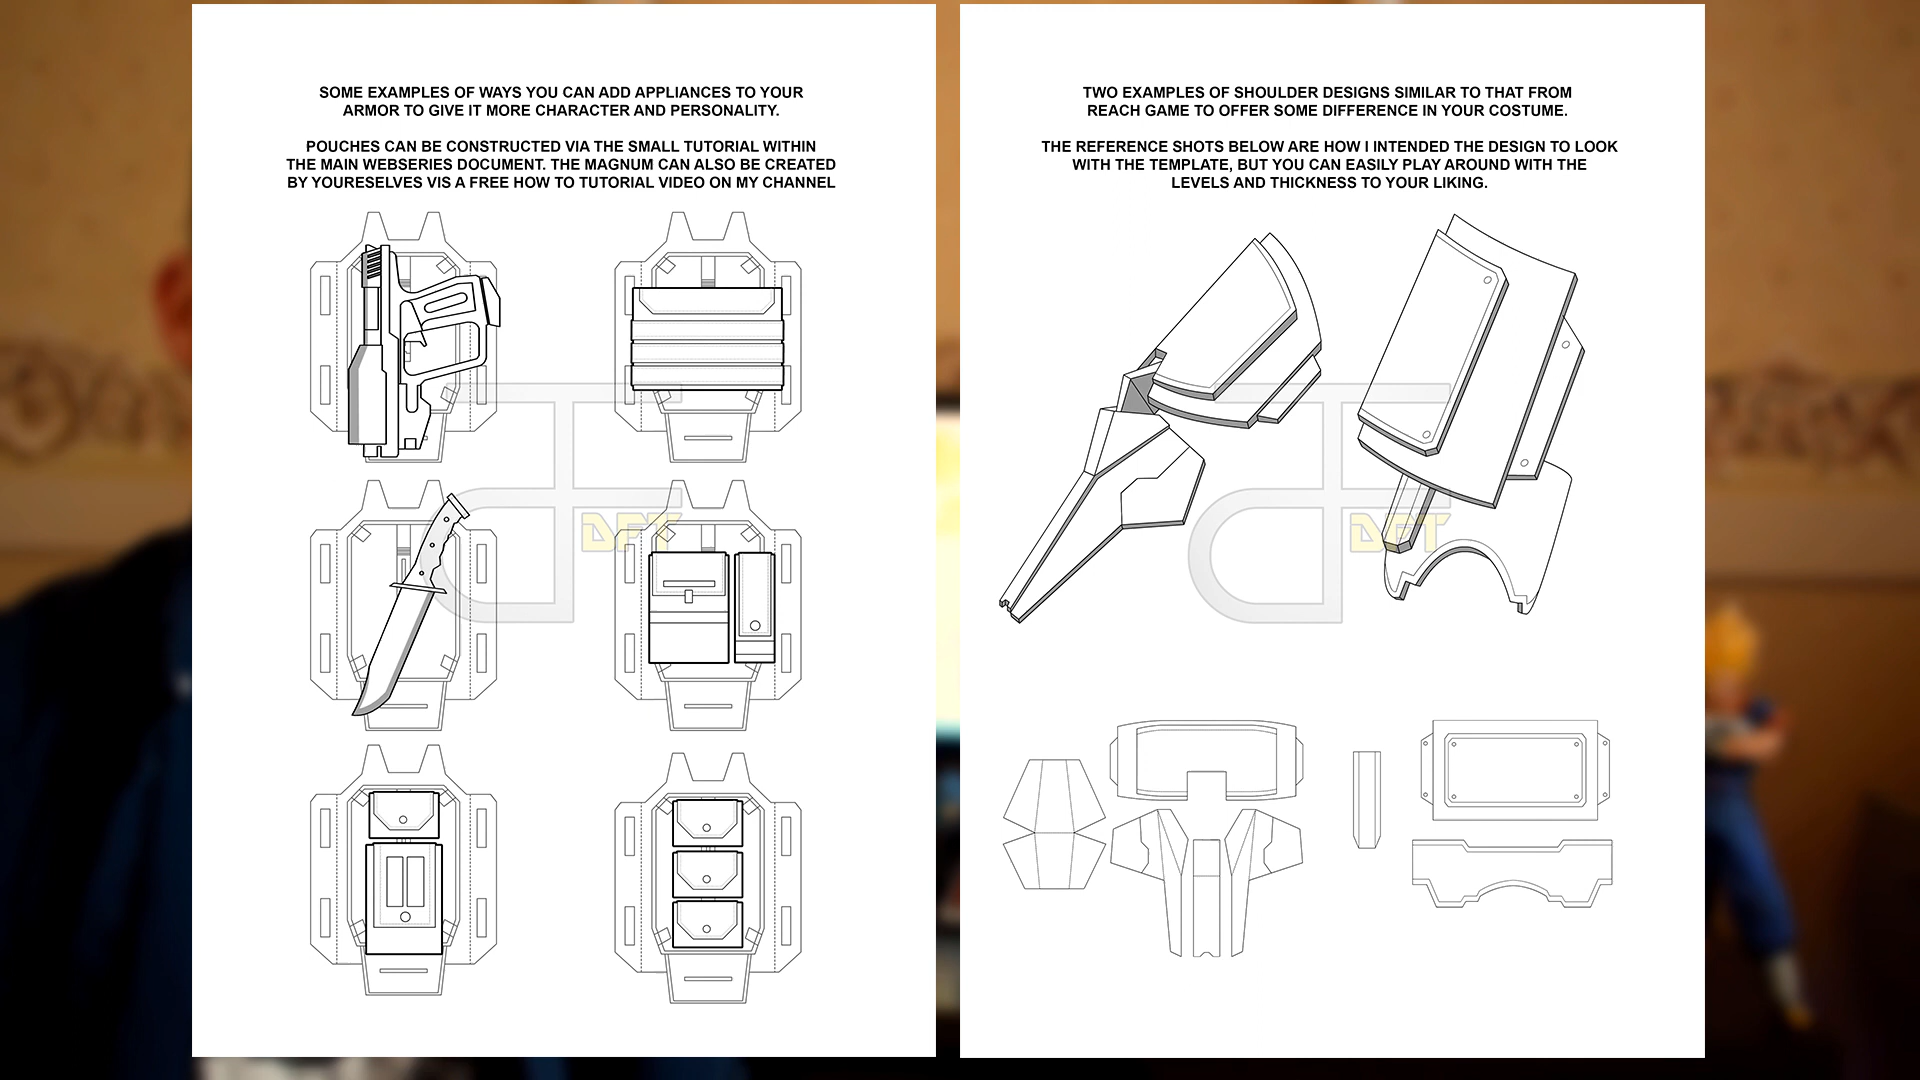 SOME EXAMPLES OF WAYS YOU CAN ADD APPLIANCES TO YOUR
ARMOR TO GIVE IT MORE CHARACTER AND PERSONALITY.
POUCHES CAN BE CONSTRUCTED VIA THE SMALL TUTORIAL WITHIN
THE MAIN WEBSERIES DOCUMENT. THE MAGNUM CAN ALSO BE CREATED
BY YOURESELVES VIS A FREE HOW TO TUTORIAL VIDEO ON MY CHANNEL
DFT
TWO EXAMPLES OF SHOULDER DESIGNS SIMILAR TO THAT FROM
REACH GAME TO OFFER SOME DIFFERENCE IN YOUR COSTUME.
THE REFERENCE SHOTS BELOW ARE HOW I INTENDED THE DESIGN TO LOOK
WITH THE TEMPLATE, BUT YOU CAN EASILY PLAY AROUND WITH THE
LEVELS AND THICKNESS TO YOUR LIKING.
DFT